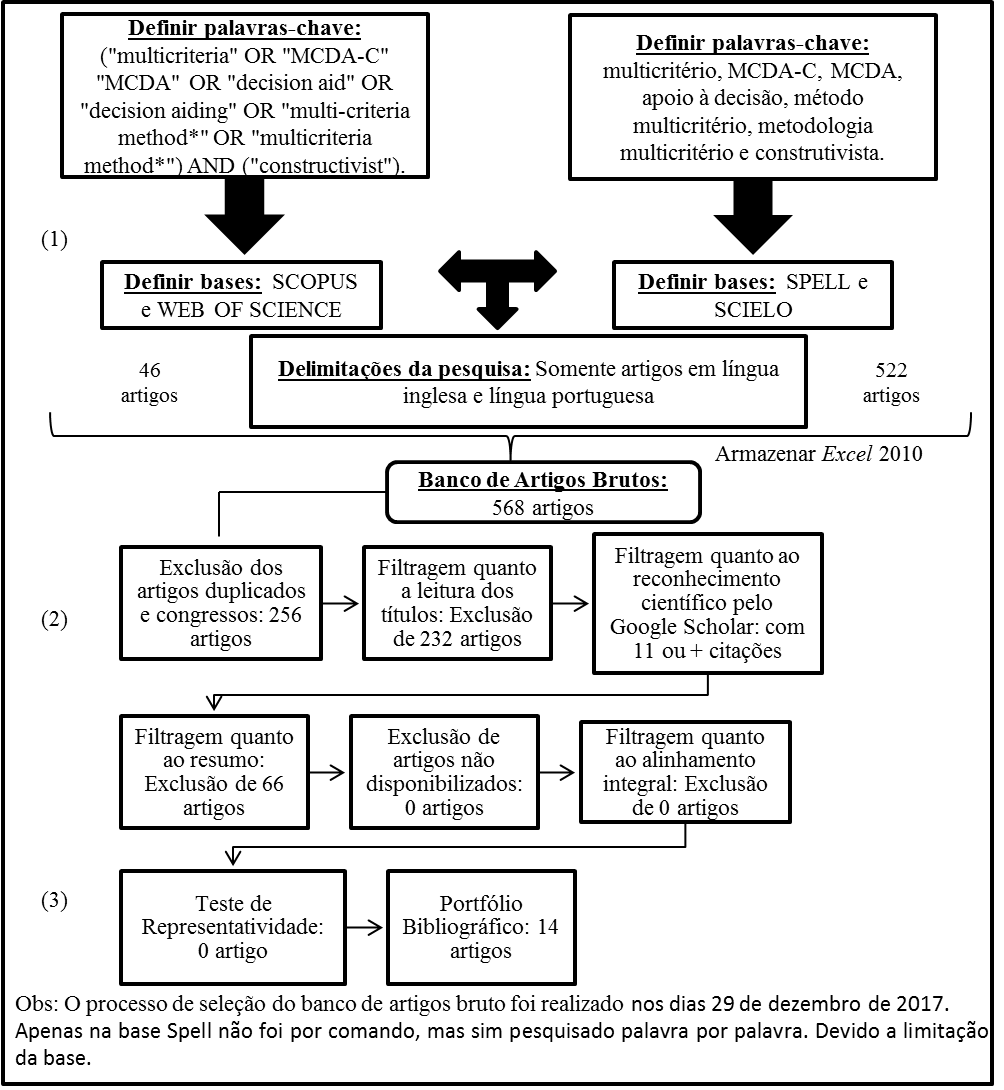 Definir palavras-chave:
("multicriteria" OR "MCDA-C"
"MCDA" OR "decision aid" OR
"decision aiding" OR "multi-criteria
method*" OR "multicriteria
method*") AND ("constructivist").
Definir palavras-chave:
multicritério, MCDA-C, MCDA,
apoio à decisão, método
multicritério, metodologia
multicritério e construtivista.
(1)
Definir bases: SCOPUS
e WEB OF SCIENCE
Definir bases: SPELL e
SCIELO
46
artigos
Delimitações da pesquisa: Somente artigos em língua
inglesa e língua portuguesa
522
artigos
Armazenar Excel 2010
Banco de Artigos Brutos:
568 artigos
(2)
Exclusão dos
artigos duplicados
e congressos: 256
artigos
Filtragem quanto
a leitura dos
títulos: Exclusão
de 232 artigos
Filtragem quanto ao
reconhecimento
científico pelo
Google Scholar: com
11 ou + citações
Filtragem quanto
ao resumo:
Exclusão de 66
artigos
Exclusão de
artigos não
disponibilizados:
0 artigos
Filtragem quanto
ao alinhamento
integral: Exclusão
de 0 artigos
(3)
Teste de
Representatividade:
0 artigo
Portfólio
Bibliográfico: 14
artigos
Obs: O processo de seleção do banco de artigos bruto foi realizado nos dias 29 de dezembro de 2017.
Apenas na base Spell não foi por comando, mas sim pesquisado palavra por palavra. Devido a limitação
da base.